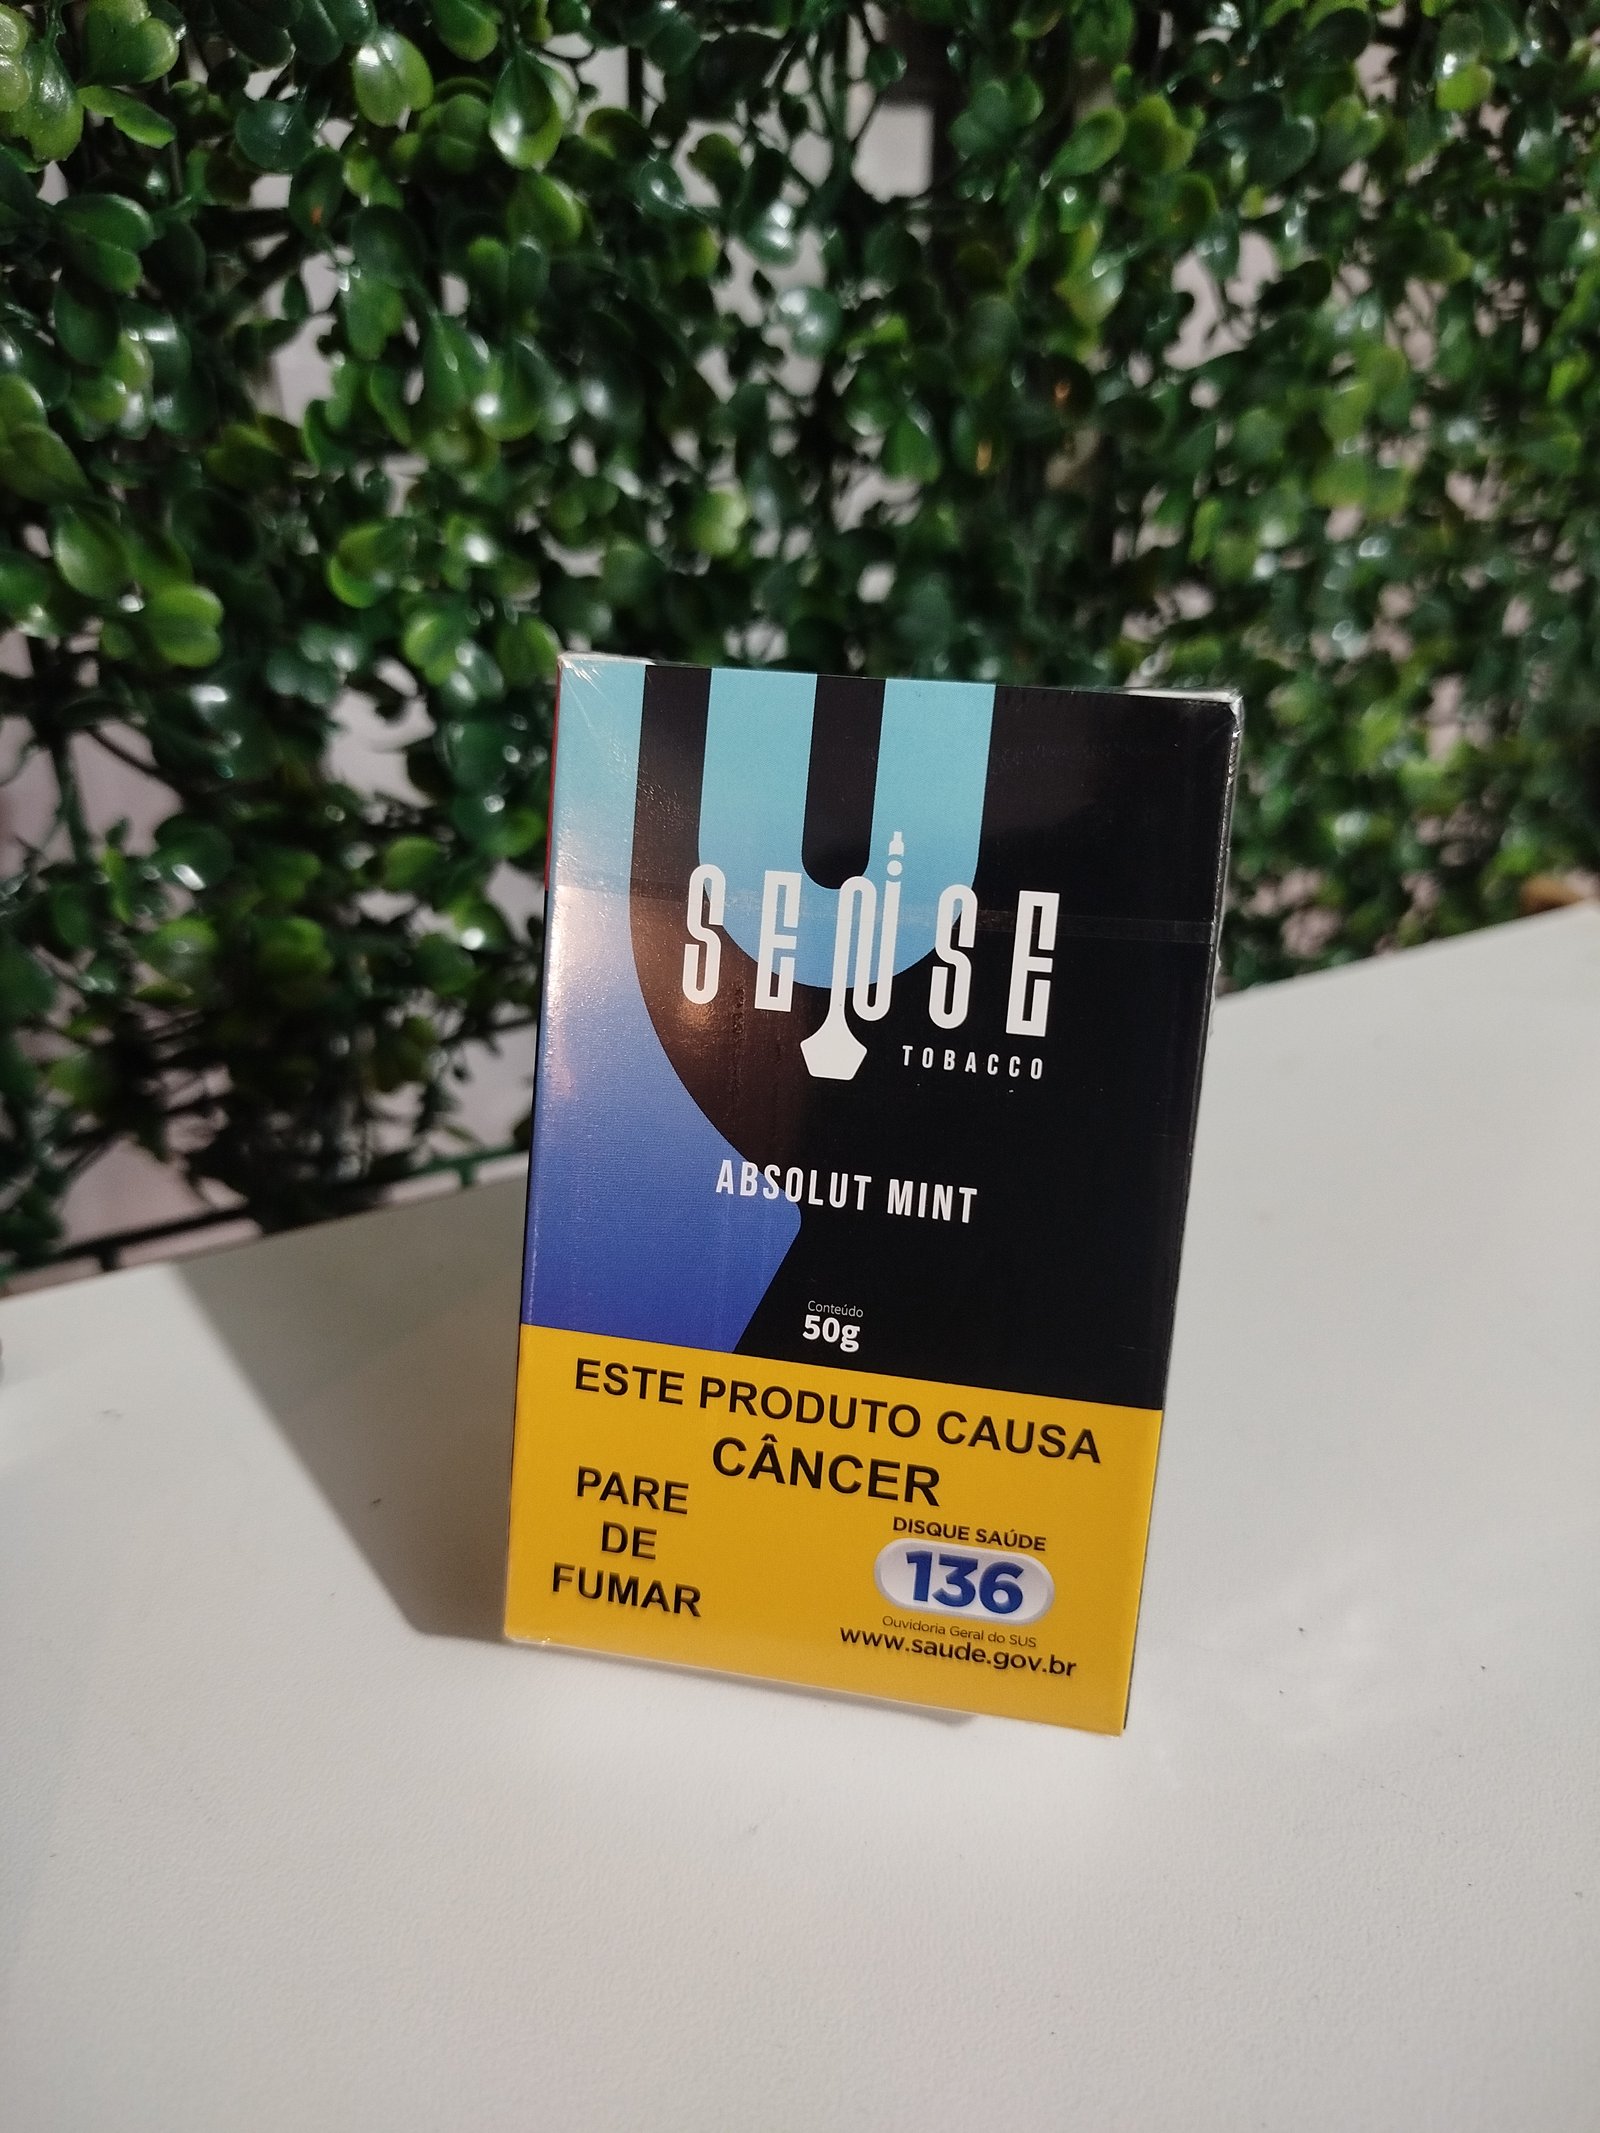 SENSE
TOBACCO
ABSOLUT MINT
Conteúdo
50g
ESTE PRODUTO CAUSA
CÂNCER
PARE
DE
FUMAR
DISQUE SAÚDE
136
Ouvidoria Geral do SUS
www.saude.gov.br